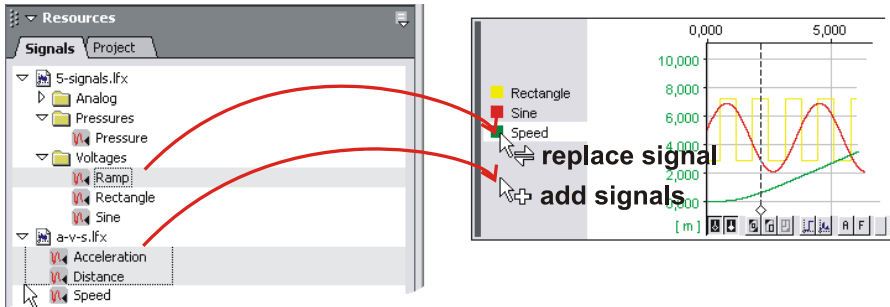 Resources
Signals Project
5-signals.lfx
Analog
Pressures
Pressure
Voltages
Ramp
Rectangle
Sine
a-v-s.lfx
Acceleration
Distance
Speed
0,000 5,000
10,000
Rectangle
8,000
Sine
6,000
Speed
4,000
replace signal
2,000
add signals
0,000
[ m ]
A F